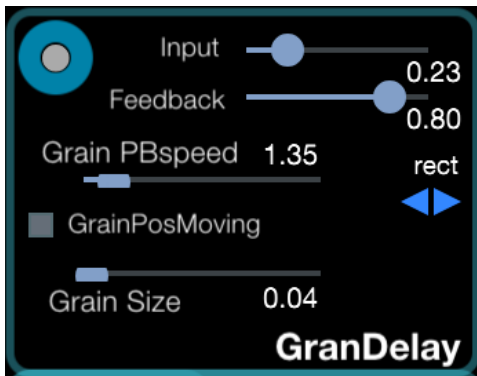 Input
0.23
Feedback
0.80
Grain PBspeed 1.35
rect
GrainPosMoving
Grain Size 0.04
GranDelay